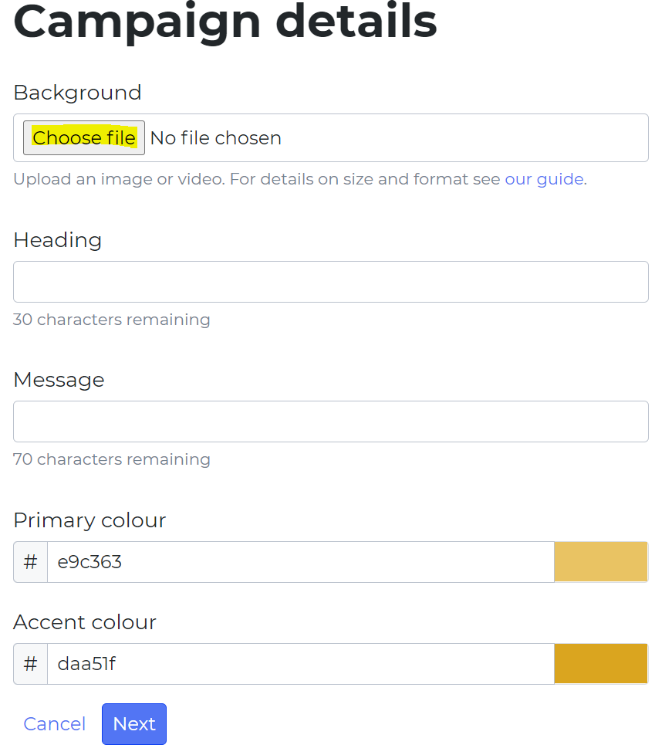 Campaign details
Background
Choose file No file chosen
Upload an image or video. For details on size and format see our guide.
Heading
30 characters remaining
Message
70 characters remaining
Primary colour
# e9c363
Accent colour
# daa51f
Cancel Next